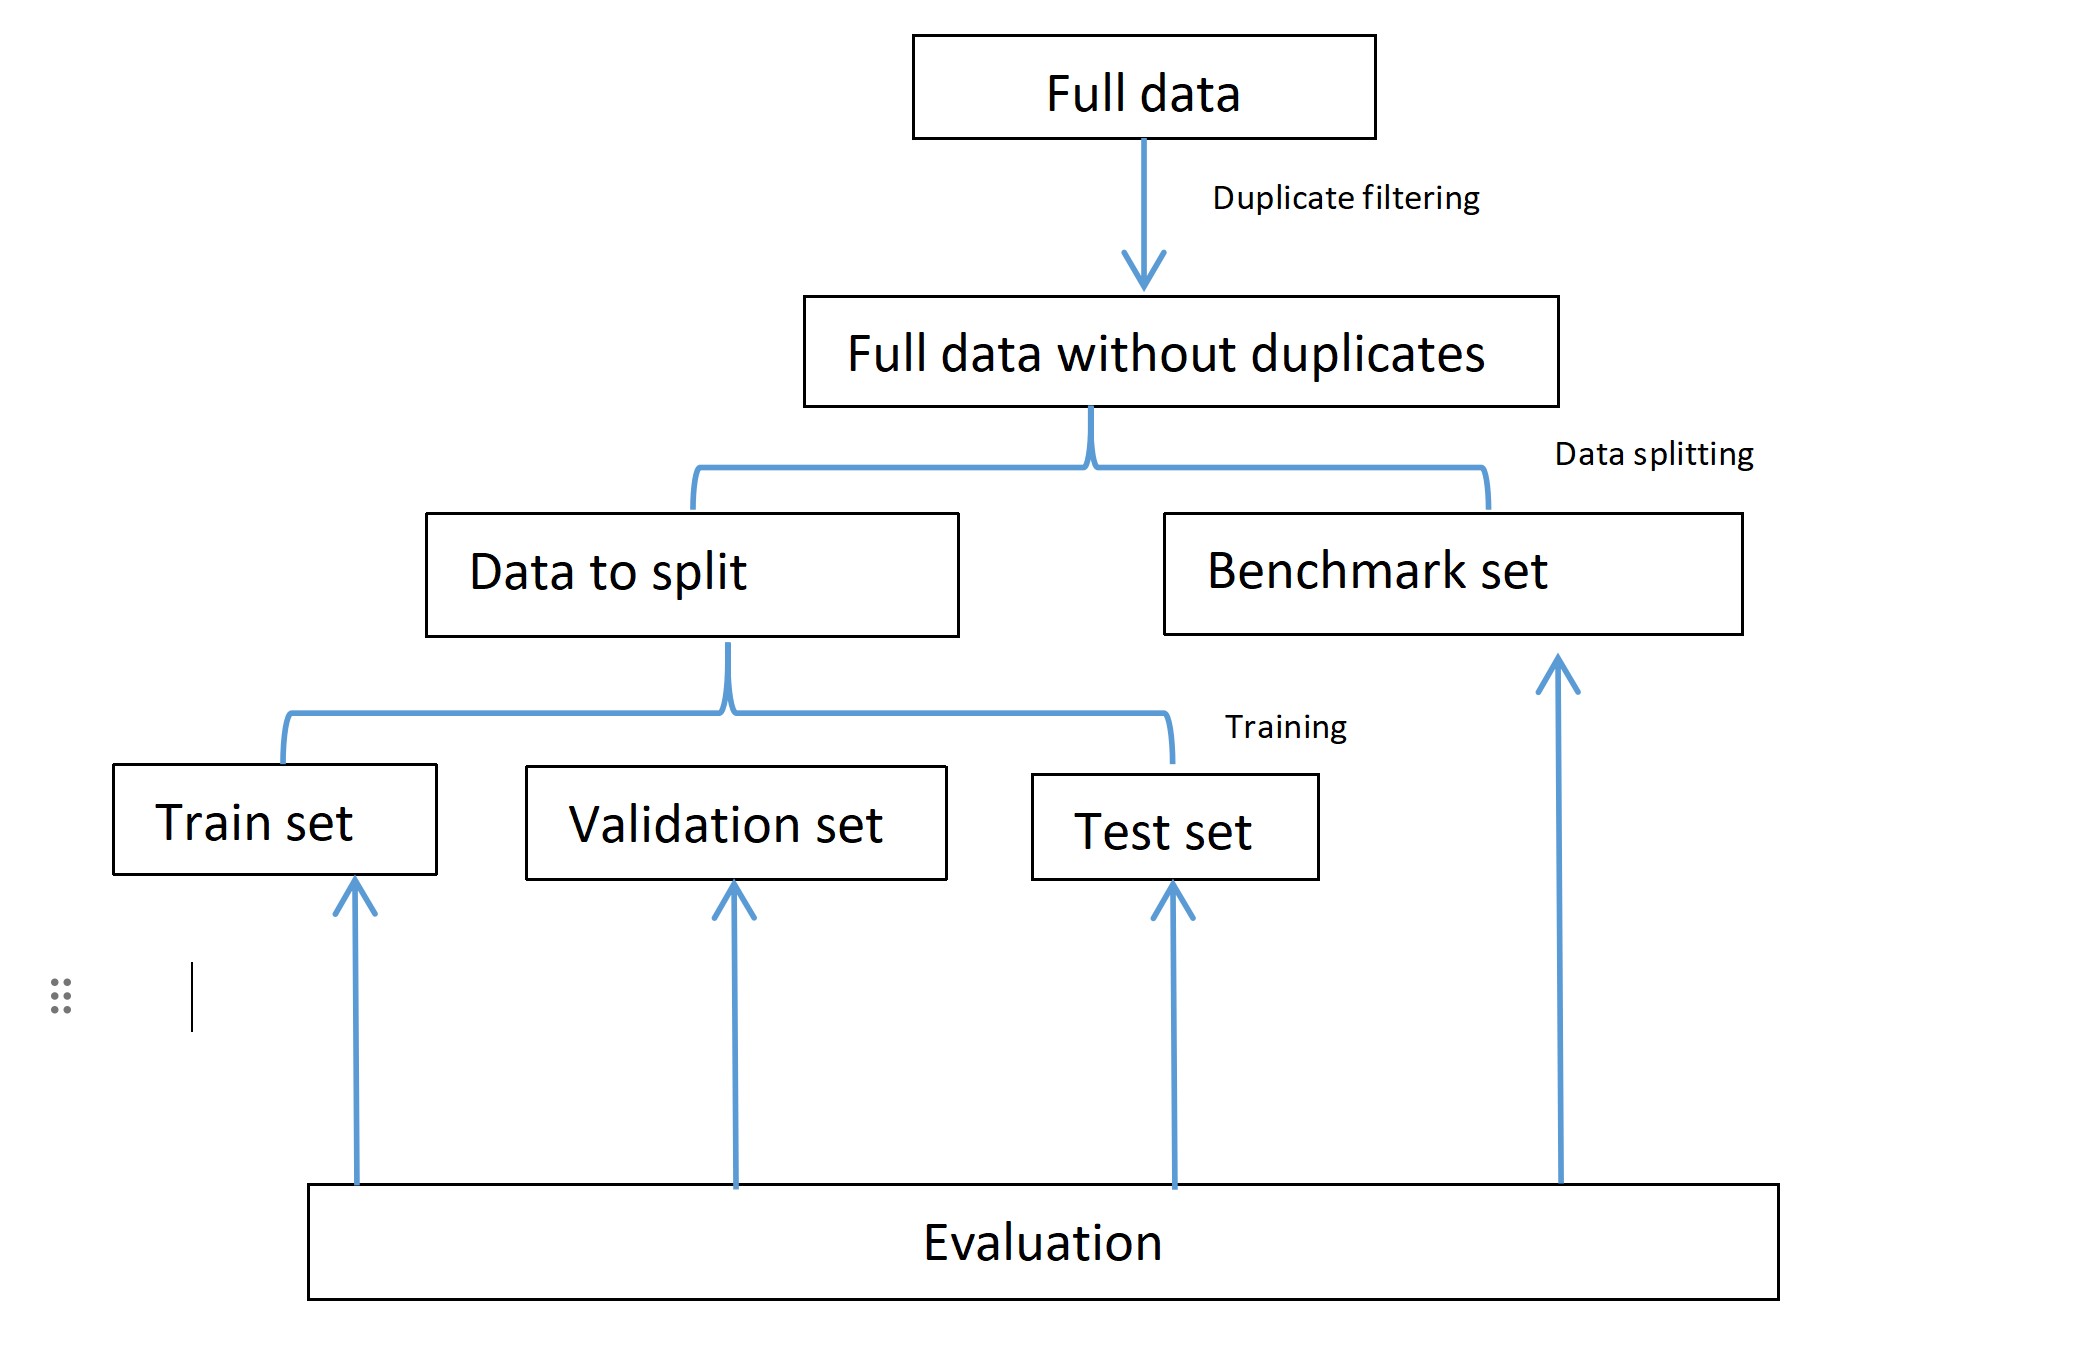 Full data
Duplicate filtering
Full data without duplicates
Data splitting
Data to split
Benchmark set
Training
Train set
Validation set
Test set
Evaluation